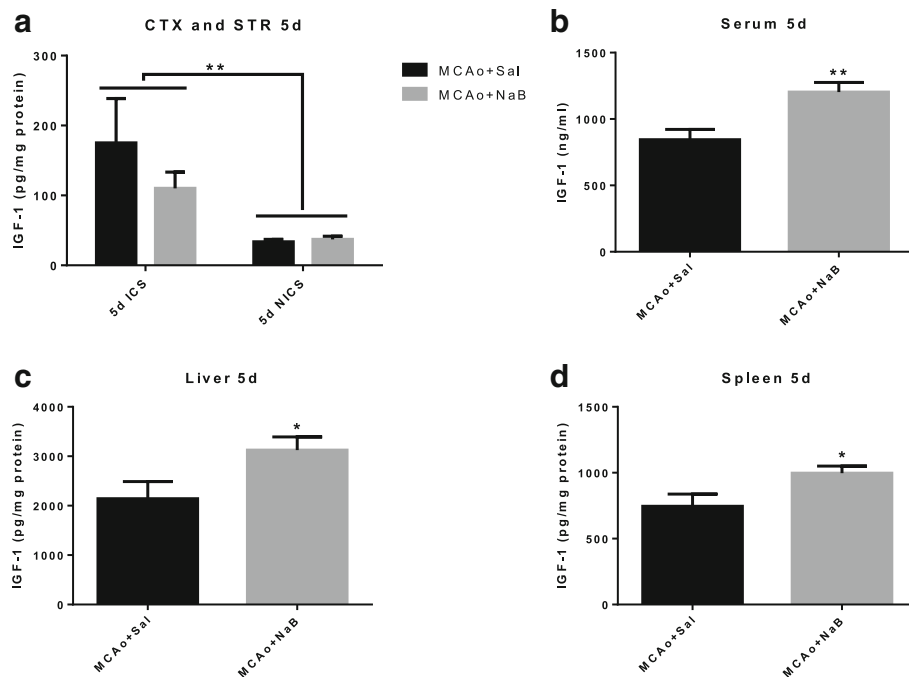 a
CTX and STR 5d
IGF-1 (pg/mg protein)
300
200
100
0
**
5d ICS
5d NICS
MCAo+Sal
MCAo+NaB
b
Serum 5d
IGF-1 (ng/ml)
1500
1000
500
0
**
MCAo+Sal
MCAo+NaB
c
Liver 5d
IGF-1 (pg/mg protein)
4000
3000
2000
1000
0
*
MCAo+Sal
MCAo+NaB
d
Spleen 5d
IGF-1 (pg/mg protein)
1500
1000
500
0
*
MCAo+Sal
MCAo+NaB